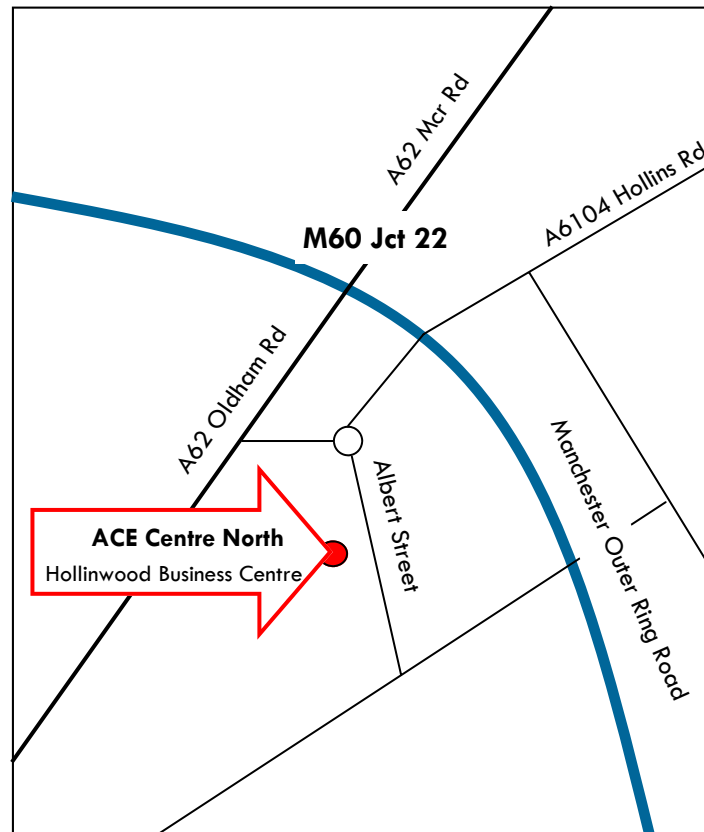 A62 Mcr Rd
A6104 Hollins Rd
M60 Jct 22
A62 Oldham Rd
Albert Street
Manchester Outer Ring Road
ACE Centre North
Hollinwood Business Centre